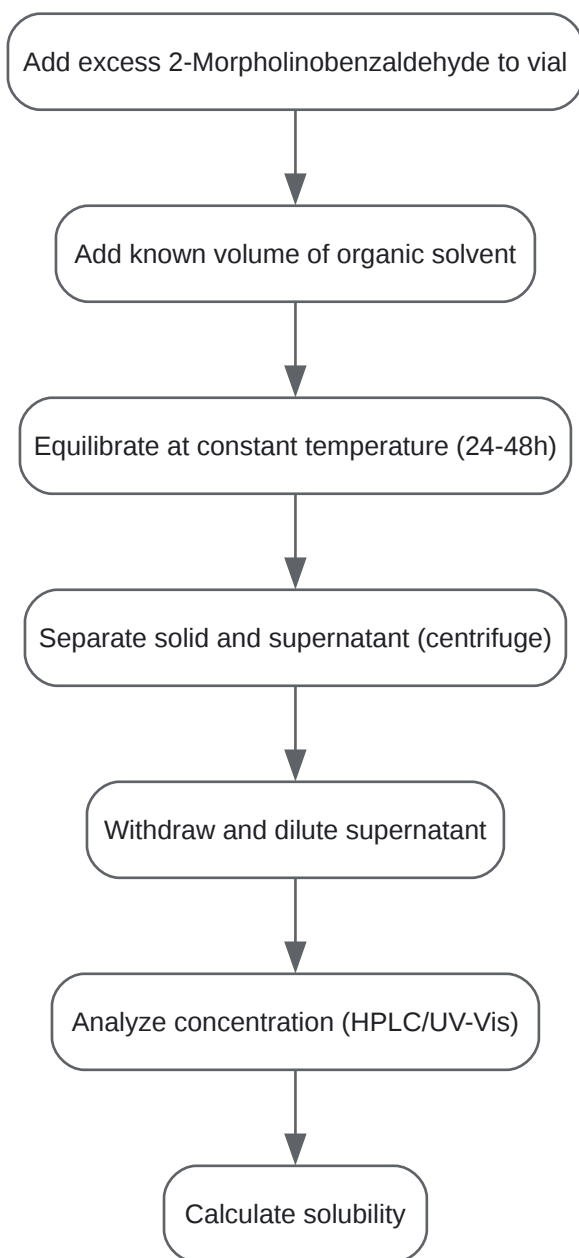 Add excess 2-Morpholinobenzaldehyde to vial
Add known volume of organic solvent
Equilibrate at constant temperature (24-48h)
Separate solid and supernatant (centrifuge)
Withdraw and dilute supernatant
Analyze concentration (HPLC/UV-Vis)
Calculate solubility